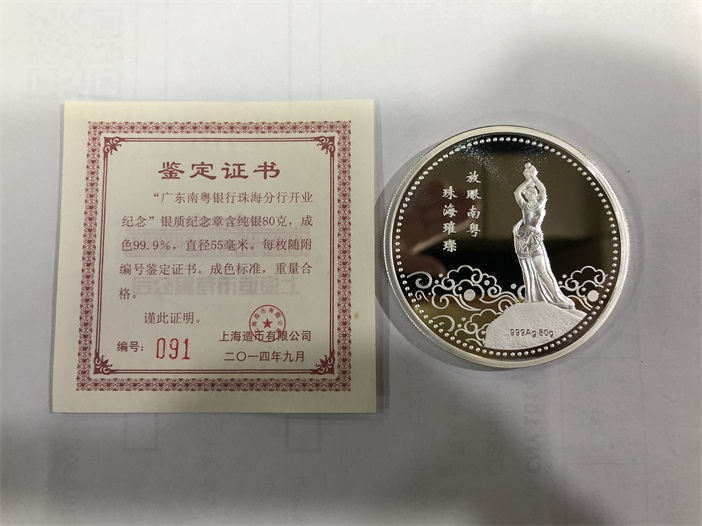 鉴定证书
“广东南粤银行珠海分行开业
纪念”银质纪念章含纯银80克，成
色99.9%，直径55毫米。每枚随附
编号鉴定证书。成色标准，重量合
格。
谨此证明。
上海造币有限公司
编号：091
二〇一四年九月
放眼南粤
珠海璀璨
.999Ag 80g